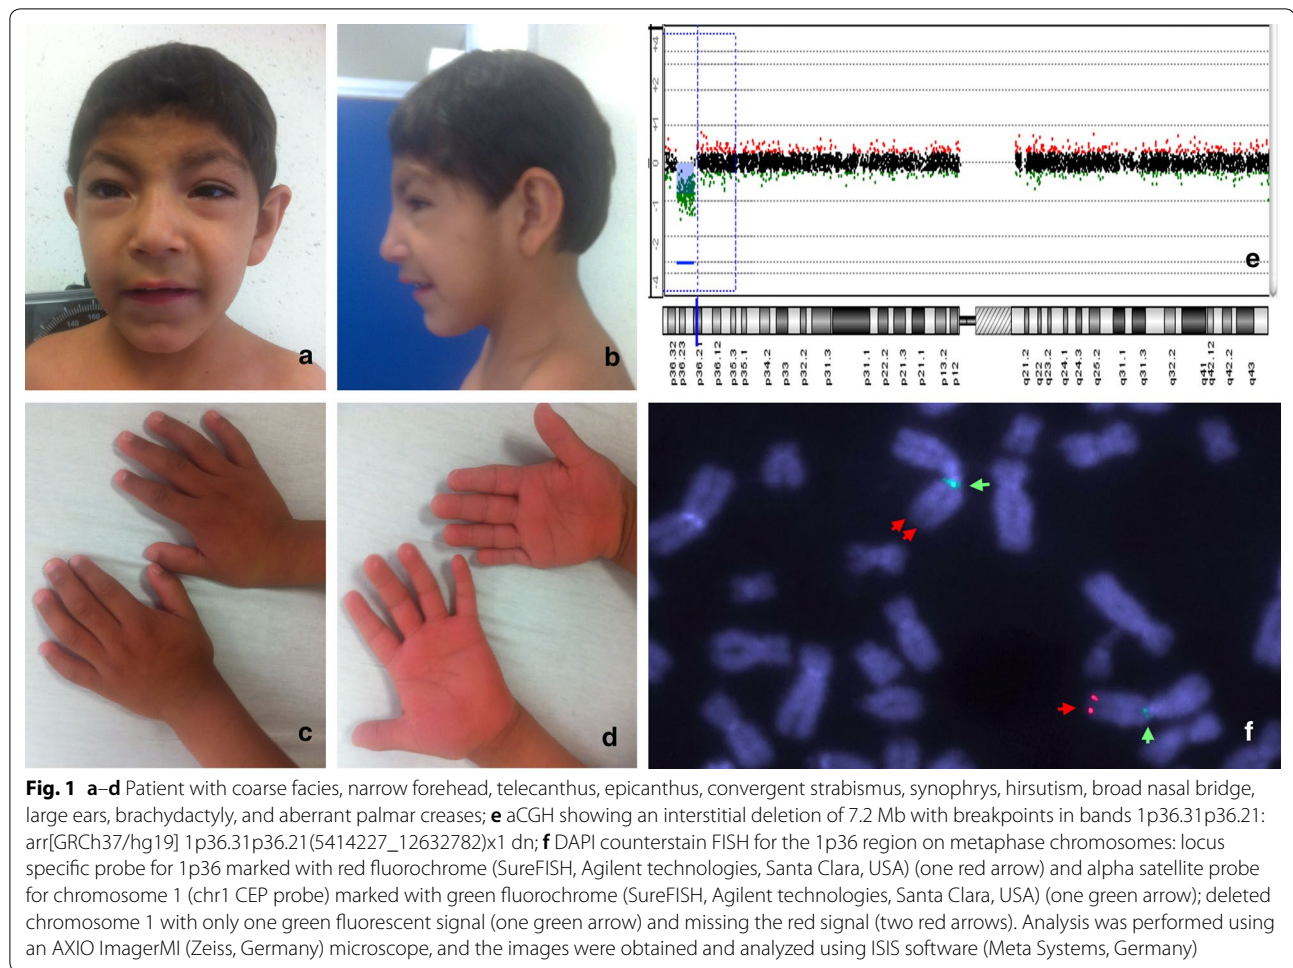 a
b
+4
+2
+1
0
-1
-2
-4
e
p36.32
p36.23
p36.21
p36.12
p35.3
p35.1
p34.2
p33
p32.2
p31.3
p31.1
p22.2
p21.3
p21.1
p13.2
p12
q21.2
q22
q23.2
q24.1
q24.3
q25.2
q31.1
q31.3
q32.2
q41
q42.12
q42.2
q43
140
160
c
d
f
Fig. 1 a–d Patient with coarse facies, narrow forehead, telecanthus, epicanthus, convergent strabismus, synophrys, hirsutism, broad nasal bridge,
large ears, brachydactyly, and aberrant palmar creases; e aCGH showing an interstitial deletion of 7.2 Mb with breakpoints in bands 1p36.31p36.21:
arr[GRCh37/hg19] 1p36.31p36.21(5414227_12632782)x1 dn; f DAPI counterstain FISH for the 1p36 region on metaphase chromosomes: locus
specific probe for 1p36 marked with red fluorochrome (SureFISH, Agilent technologies, Santa Clara, USA) (one red arrow) and alpha satellite probe
for chromosome 1 (chr1 CEP probe) marked with green fluorochrome (SureFISH, Agilent technologies, Santa Clara, USA) (one green arrow); deleted
chromosome 1 with only one green fluorescent signal (one green arrow) and missing the red signal (two red arrows). Analysis was performed using
an AXIO ImagerMI (Zeiss, Germany) microscope, and the images were obtained and analyzed using ISIS software (Meta Systems, Germany)